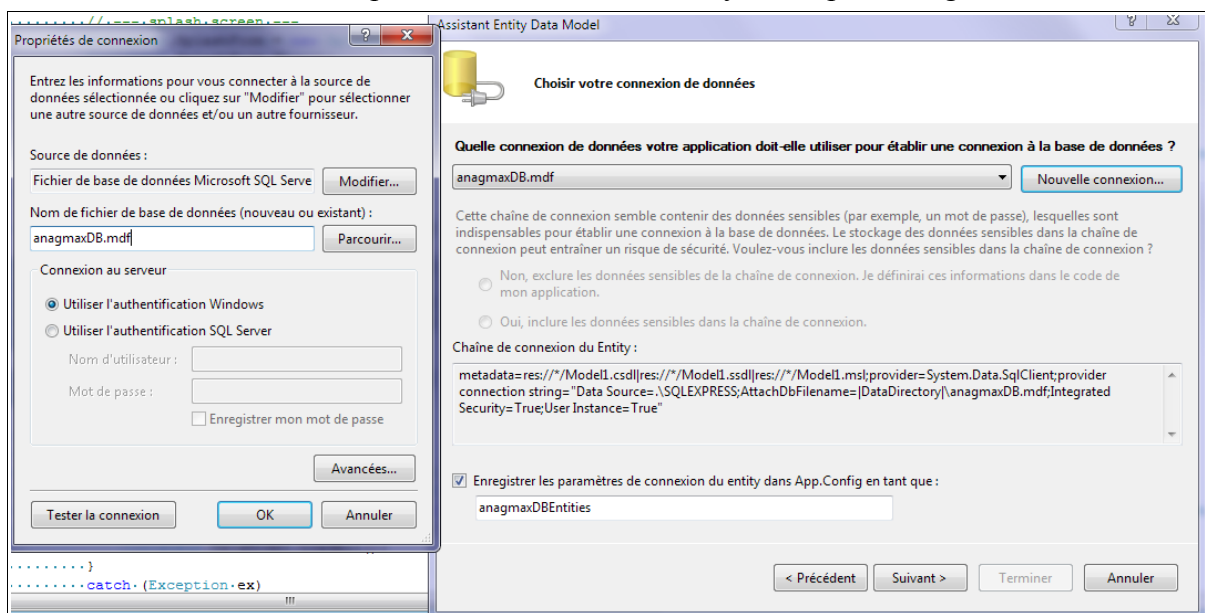 //.---.splash.screen.---
Propriétés de connexion
Entrez les informations pour vous connecter à la source de
données sélectionnée ou cliquez sur "Modifier" pour sélectionner
une autre source de données et/ou un autre fournisseur.
Source de données :
Fichier de base de données Microsoft SQL Serve
Modifier...
Nom de fichier de base de données (nouveau ou existant) :
anagmaxDB.mdf
Parcourir...
Connexion au serveur
Utiliser l'authentification Windows
Utiliser l'authentification SQL Server
Nom d'utilisateur :
Mot de passe :
Enregistrer mon mot de passe
Avancées...
Tester la connexion
OK
Annuler
}
catch·(Exception·ex)
Assistant Entity Data Model
Choisir votre connexion de données
Quelle connexion de données votre application doit-elle utiliser pour établir une connexion à la base de données ?
anagmaxDB.mdf
Nouvelle connexion...
Cette chaîne de connexion semble contenir des données sensibles (par exemple, un mot de passe), lesquelles sont
indispensables pour établir une connexion à la base de données. Le stockage des données sensibles dans la chaîne de
connexion peut entraîner un risque de sécurité. Voulez-vous inclure les données sensibles dans la chaîne de connexion ?
Non, exclure les données sensibles de la chaîne de connexion. Je définirai ces informations dans le code de
mon application.
Oui, inclure les données sensibles dans la chaîne de connexion.
Chaîne de connexion du Entity :
metadata=res://*/Model1.csdl|res://*/Model1.ssdl|res://*/Model1.msl;provider=System.Data.SqlClient;provider
connection string="Data Source=.\SQLEXPRESS;AttachDbFilename=|DataDirectory|\anagmaxDB.mdf;Integrated
Security=True;User Instance=True"
Enregistrer les paramètres de connexion du entity dans App.Config en tant que :
anagmaxDBEntities
< Précédent
Suivant >
Terminer
Annuler